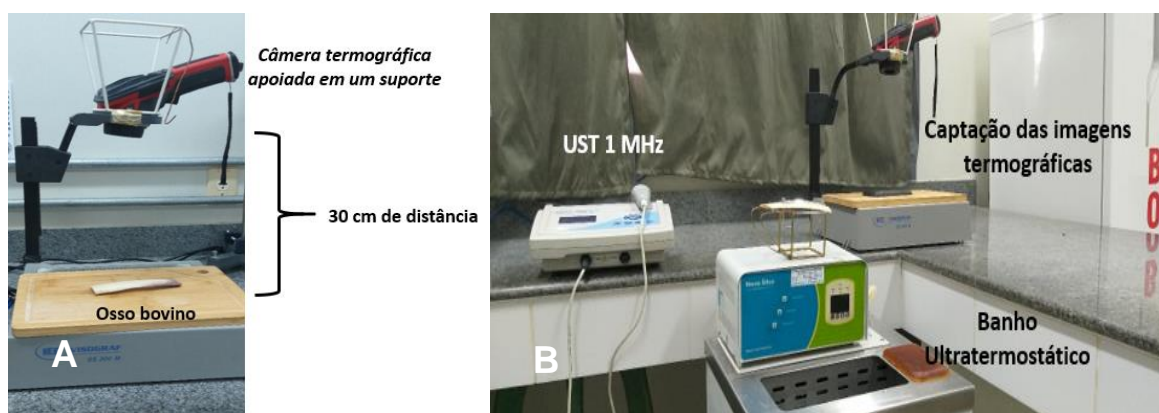 Câmera termográfica
apoiada em um suporte
30 cm de distância
Osso bovino
A
UST 1 MHz
Captação das imagens
termográficas
Banho
Ultratermostático
B